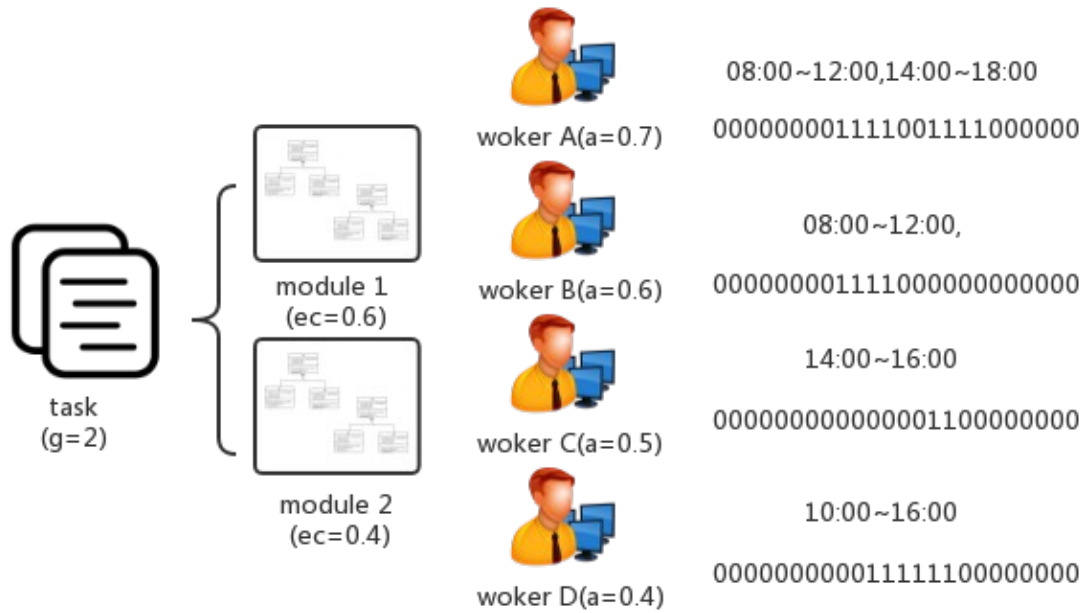 task
(g=2)
module 1
(ec=0.6)
module 2
(ec=0.4)
woker A(a=0.7)
08:00~12:00,14:00~18:00
000000001111001111000000
woker B(a=0.6)
08:00~12:00,
000000001111000000000000
woker C(a=0.5)
14:00~16:00
000000000000001100000000
woker D(a=0.4)
10:00~16:00
000000000011111100000000